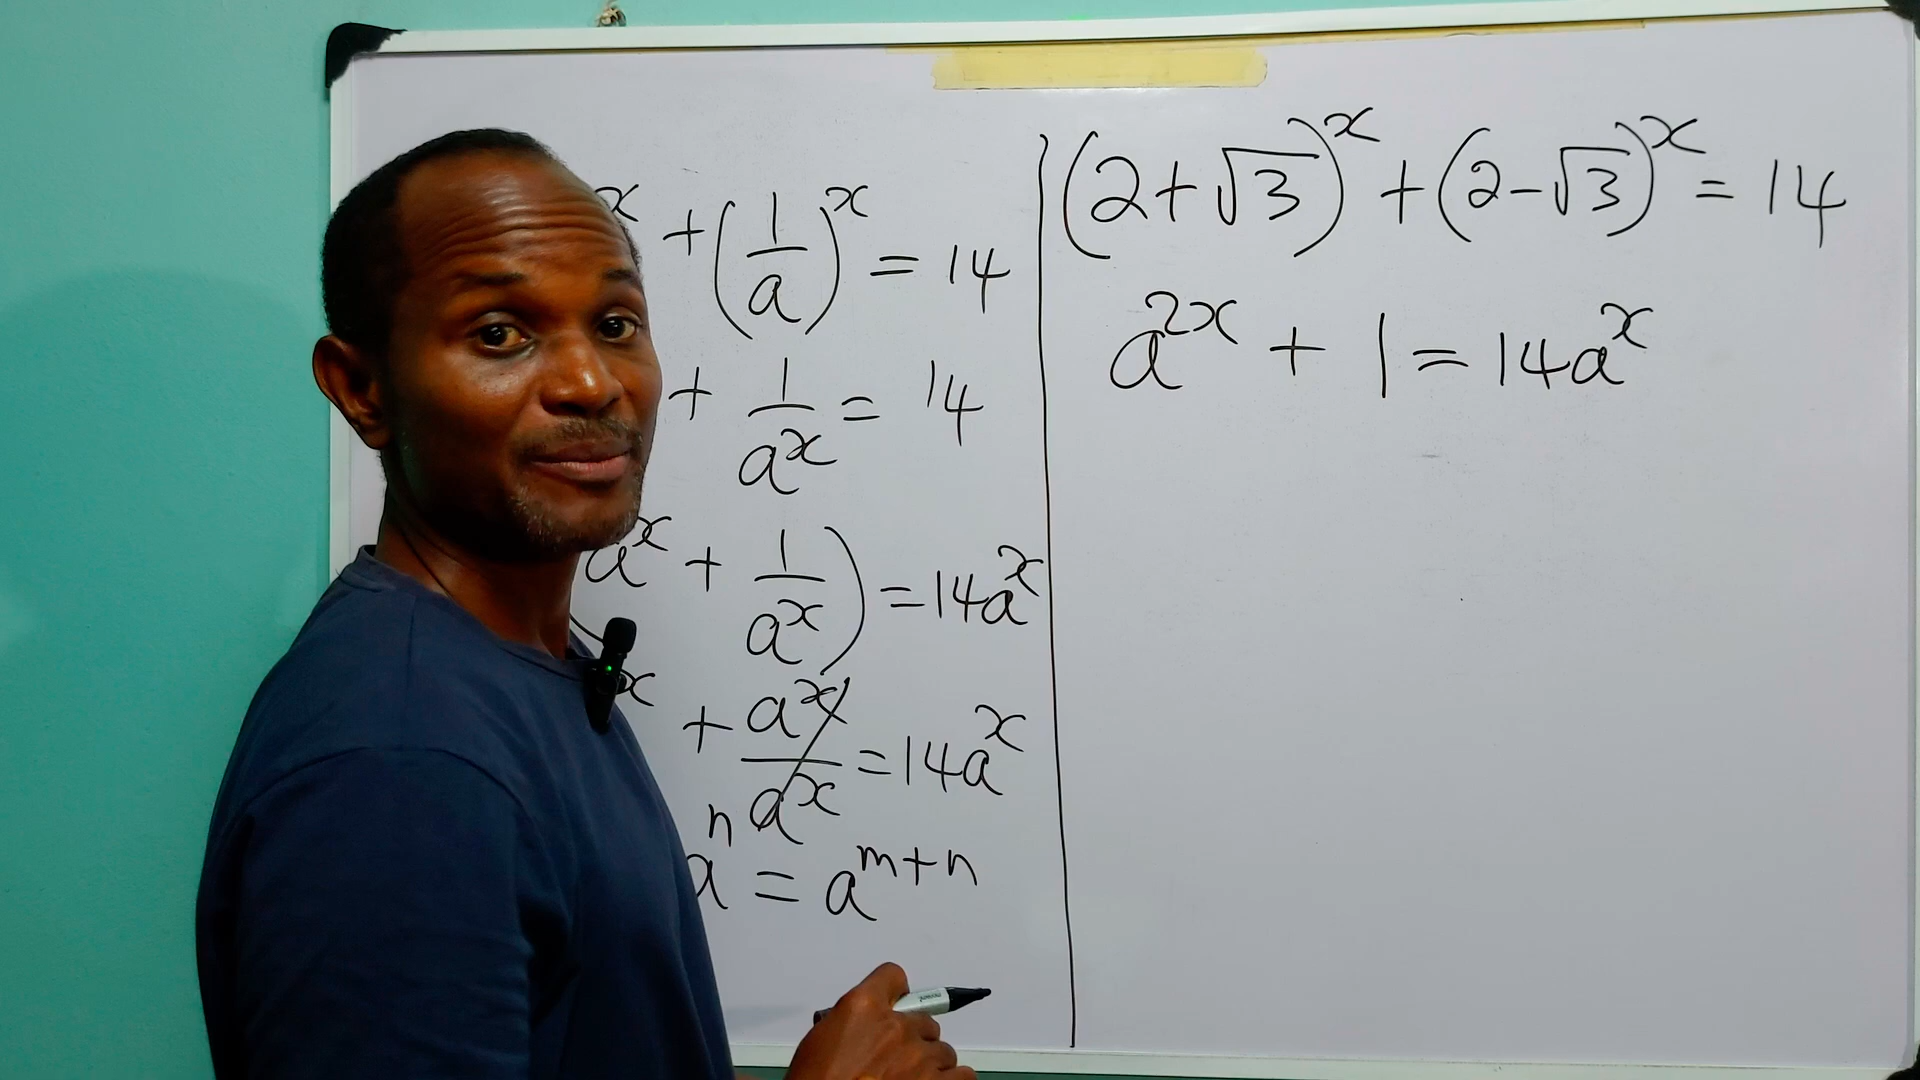 x + (1/a)^x = 14
+ 1/a^x = 14
a^x + 1/a^x) = 14a^x
x + a^x/a^x = 14a^x
n
a = a^(m+n)
(2+√3)^x + (2-√3)^x = 14
a^(2x) + 1 = 14a^x